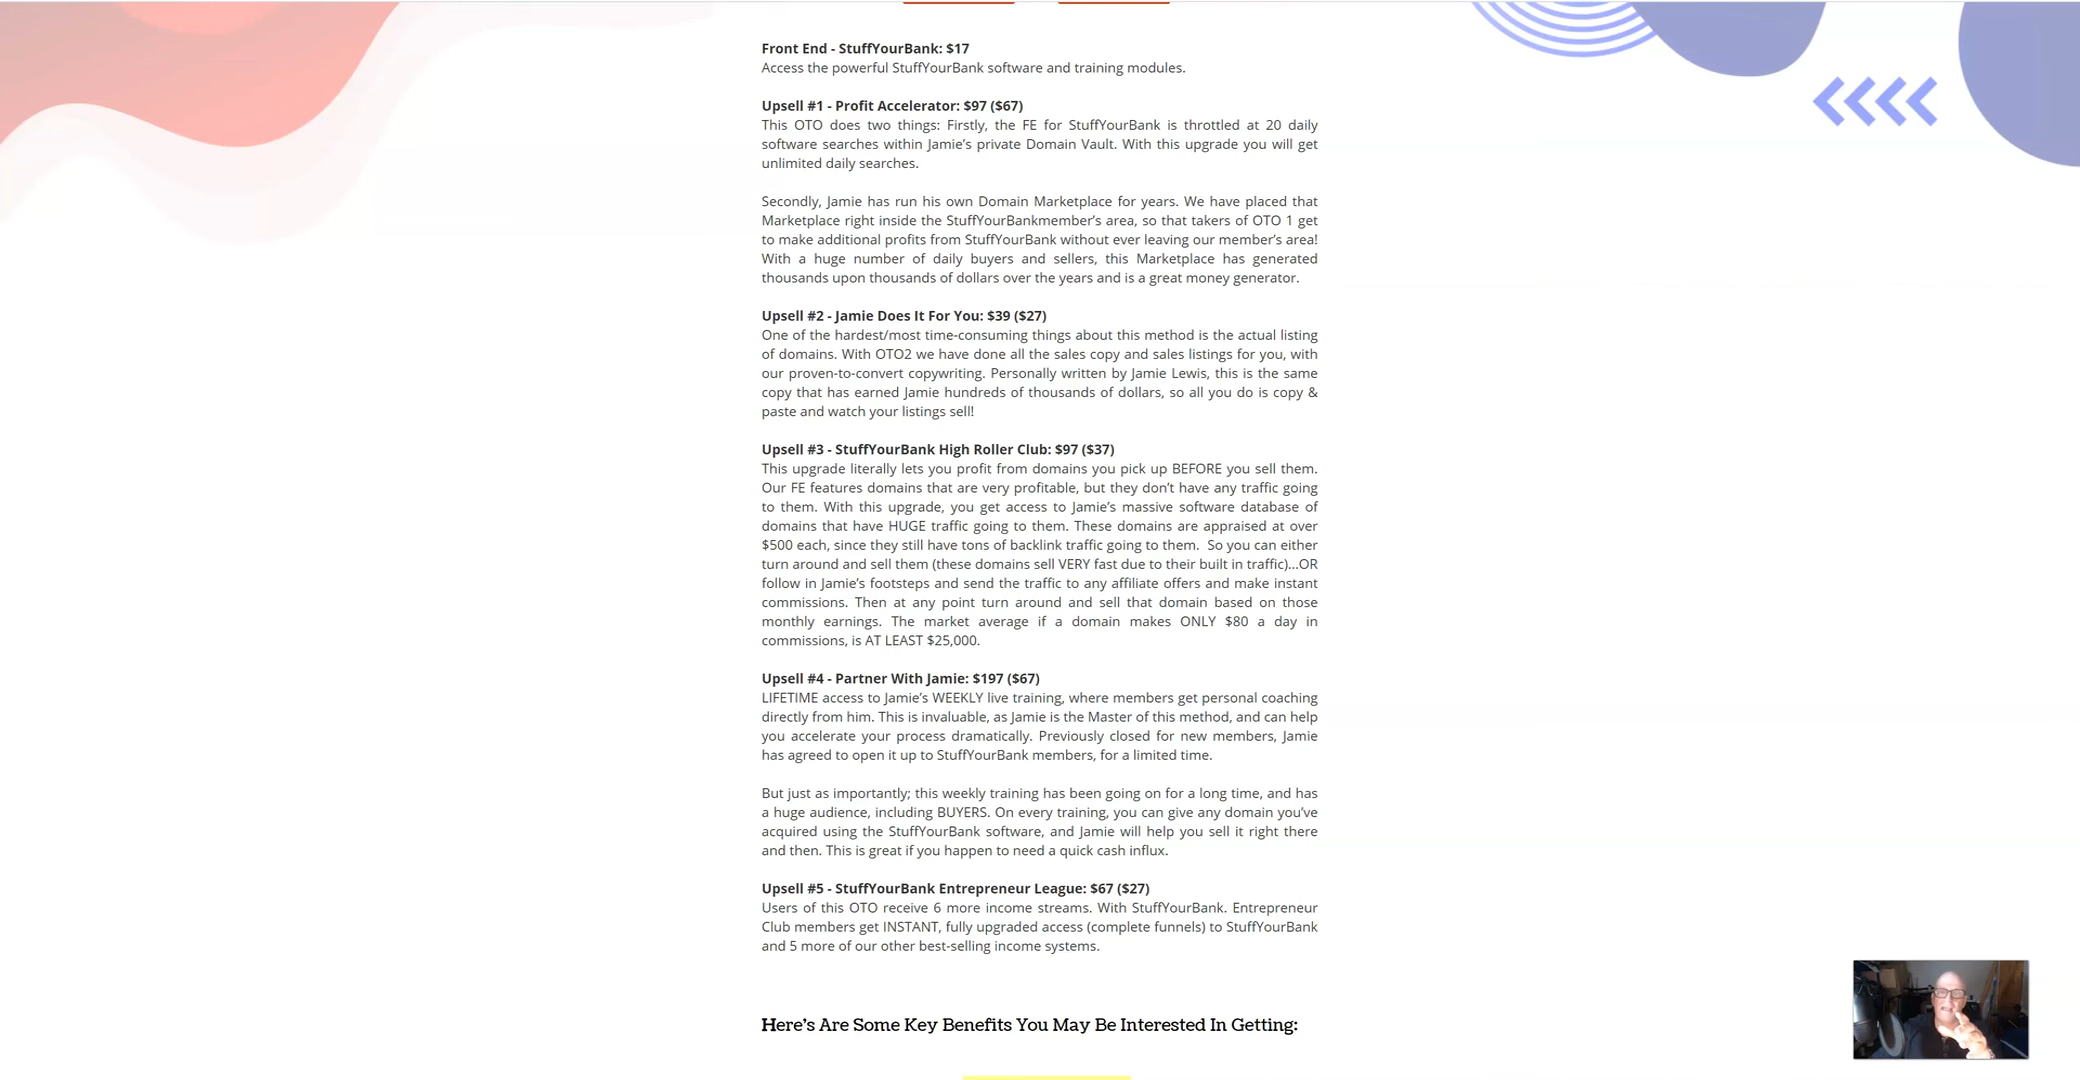 Front End - StuffYourBank: $17
Access the powerful StuffYourBank software and training modules.
Upsell #1 - Profit Accelerator: $97 ($67)
This OTO does two things: Firstly, the FE for StuffYourBank is throttled at 20 daily
software searches within Jamie's private Domain Vault. With this upgrade you will get
unlimited daily searches.
Secondly, Jamie has run his own Domain Marketplace for years. We have placed that
Marketplace right inside the StuffYourBankmember's area, so that takers of OTO 1 get
to make additional profits from StuffYourBank without ever leaving our member's area!
With a huge number of daily buyers and sellers, this Marketplace has generated
thousands upon thousands of dollars over the years and is a great money generator.
Upsell #2 - Jamie Does It For You: $39 ($27)
One of the hardest/most time-consuming things about this method is the actual listing
of domains. With OTO2 we have done all the sales copy and sales listings for you, with
our proven-to-convert copywriting. Personally written by Jamie Lewis, this is the same
copy that has earned Jamie hundreds of thousands of dollars, so all you do is copy &
paste and watch your listings sell!
Upsell #3 - StuffYourBank High Roller Club: $97 ($37)
This upgrade literally lets you profit from domains you pick up BEFORE you sell them.
Our FE features domains that are very profitable, but they don't have any traffic going
to them. With this upgrade, you get access to Jamie's massive software database of
domains that have HUGE traffic going to them. These domains are appraised at over
$500 each, since they still have tons of backlink traffic going to them.  So you can either
turn around and sell them (these domains sell VERY fast due to their built in traffic)...OR
follow in Jamie's footsteps and send the traffic to any affiliate offers and make instant
commissions. Then at any point turn around and sell that domain based on those
monthly earnings. The market average if a domain makes ONLY $80 a day in
commissions, is AT LEAST $25,000.
Upsell #4 - Partner With Jamie: $197 ($67)
LIFETIME access to Jamie's WEEKLY live training, where members get personal coaching
directly from him. This is invaluable, as Jamie is the Master of this method, and can help
you accelerate your process dramatically. Previously closed for new members, Jamie
has agreed to open it up to StuffYourBank members, for a limited time.
But just as importantly; this weekly training has been going on for a long time, and has
a huge audience, including BUYERS. On every training, you can give any domain you've
acquired using the StuffYourBank software, and Jamie will help you sell it right there
and then. This is great if you happen to need a quick cash influx.
Upsell #5 - StuffYourBank Entrepreneur League: $67 ($27)
Users of this OTO receive 6 more income streams. With StuffYourBank. Entrepreneur
Club members get INSTANT, fully upgraded access (complete funnels) to StuffYourBank
and 5 more of our other best-selling income systems.
Here's Are Some Key Benefits You May Be Interested In Getting: